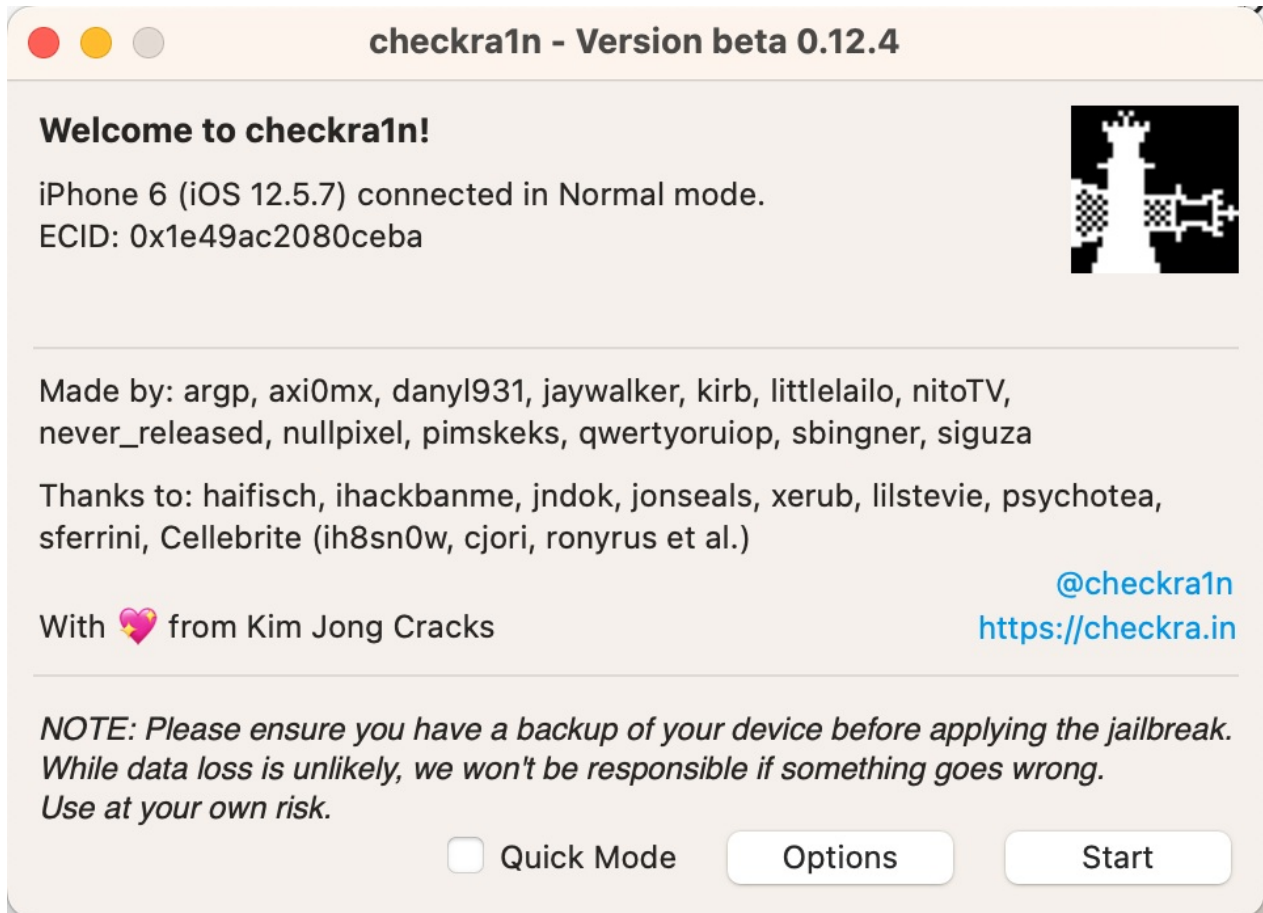 checkra1n - Version beta 0.12.4
Welcome to checkra1n!
iPhone 6 (iOS 12.5.7) connected in Normal mode.
ECID: 0x1e49ac2080ceba
Made by: argp, axi0mx, danyl931, jaywalker, kirb, littlelailo, nitoTV,
never_released, nullpixel, pimskeks, qwertyoruiop, sbingner, siguza
Thanks to: haifisch, ihackbanme, jndok, jonseals, xerub, lilstevie, psychotea,
sferrini, Cellebrite (ih8sn0w, cjori, ronyrus et al.)
@checkra1n
With 💖 from Kim Jong Cracks https://checkra.in
NOTE: Please ensure you have a backup of your device before applying the jailbreak.
While data loss is unlikely, we won't be responsible if something goes wrong.
Use at your own risk.
Quick Mode Options Start